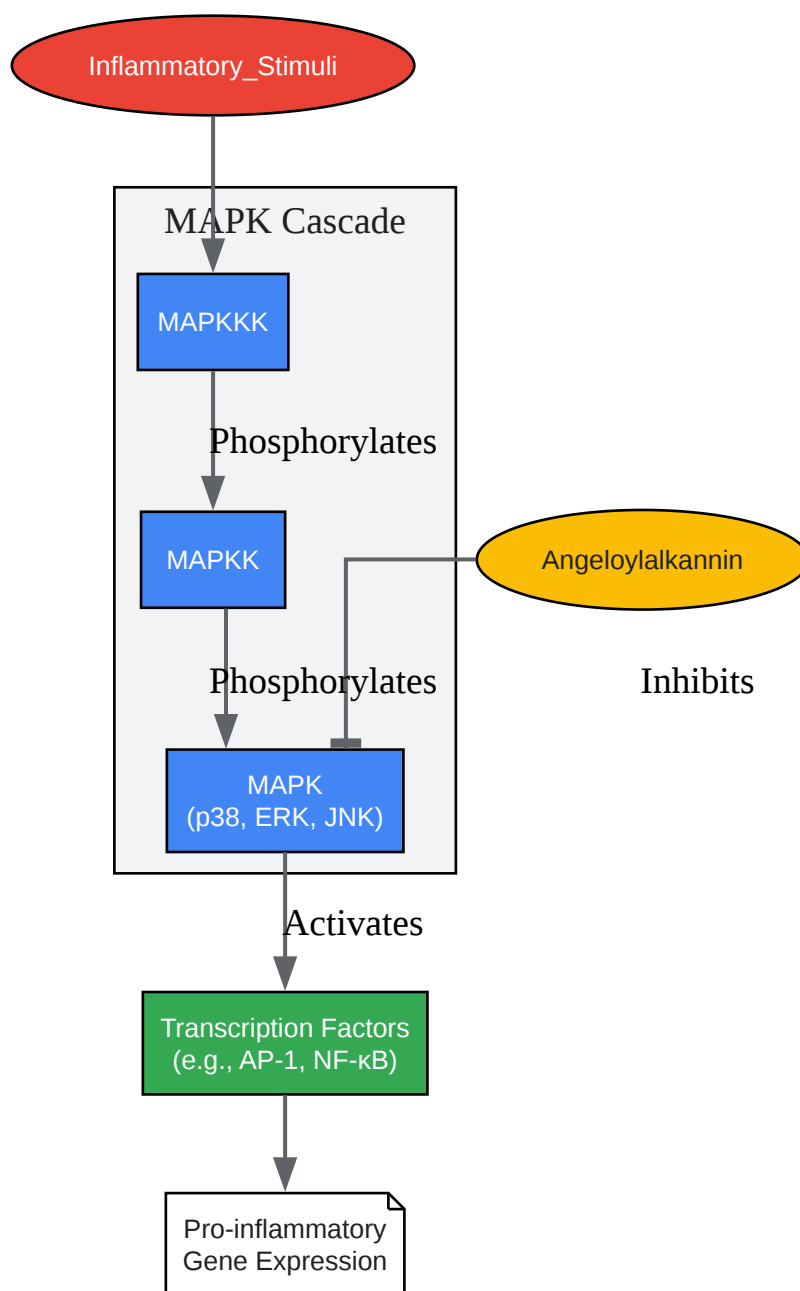 Inflammatory_Stimuli
MAPK Cascade
MAPKKK
Phosphorylates
MAPKK
Angeloylalkannin
Phosphorylates
Inhibits
MAPK
(p38, ERK, JNK)
Activates
Transcription Factors
(e.g., AP-1, NF-κB)
Pro-inflammatory
Gene Expression